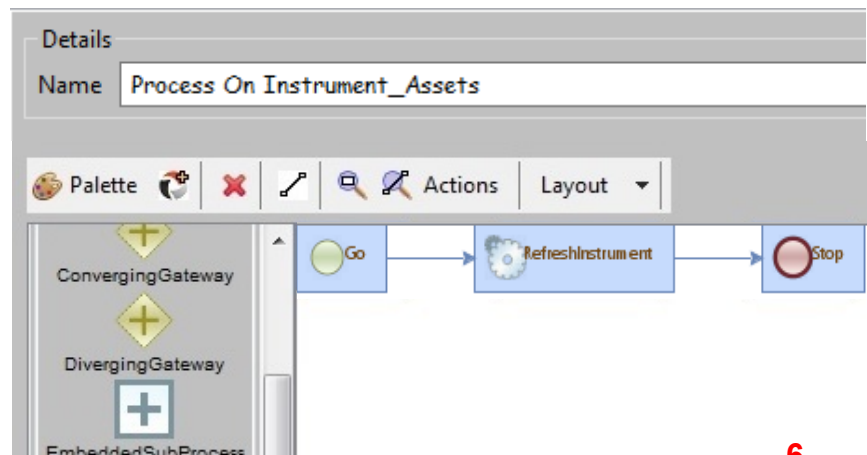 Details
Name Process On Instrument_Assets
Palette Actions Layout
Go RefreshInstrument Stop
ConvergingGateway
DivergingGateway
EmbeddedSubProcess
6